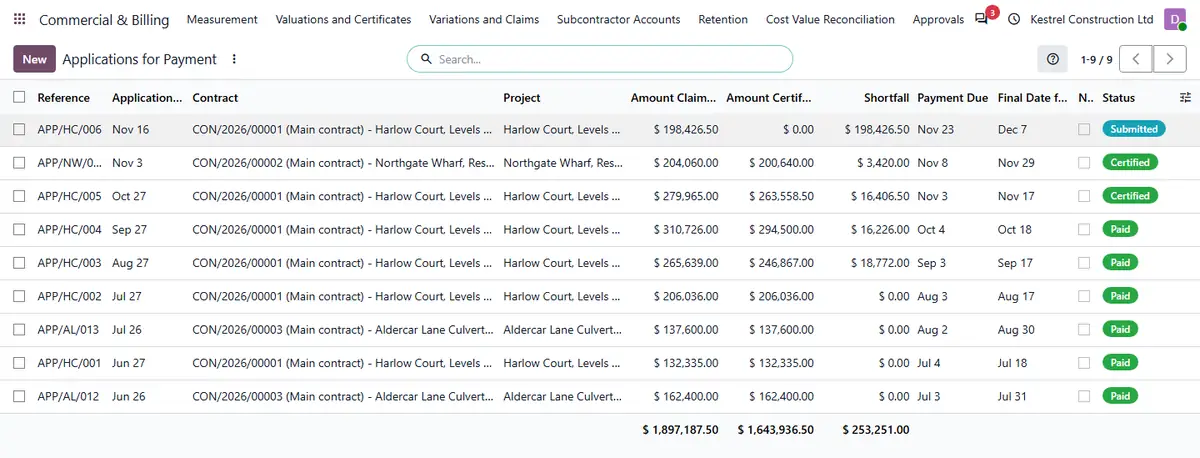 Commercial & Billing Measurement Valuations and Certificates Variations and Claims Subcontractor Accounts Retention Cost Value Reconciliation Approvals 3 Kestrel Construction Ltd D
New Applications for Payment Search... 1-9 / 9
Reference Application... Contract Project Amount Claim... Amount Certif... Shortfall Payment Due Final Date f... N.. Status
APP/HC/006 Nov 16 CON/2026/00001 (Main contract) - Harlow Court, Levels ... Harlow Court, Levels ... $ 198,426.50 $ 0.00 $ 198,426.50 Nov 23 Dec 7 Submitted
APP/NW/0... Nov 3 CON/2026/00002 (Main contract) - Northgate Wharf, Res... Northgate Wharf, Res... $ 204,060.00 $ 200,640.00 $ 3,420.00 Nov 8 Nov 29 Certified
APP/HC/005 Oct 27 CON/2026/00001 (Main contract) - Harlow Court, Levels ... Harlow Court, Levels ... $ 279,965.00 $ 263,558.50 $ 16,406.50 Nov 3 Nov 17 Certified
APP/HC/004 Sep 27 CON/2026/00001 (Main contract) - Harlow Court, Levels ... Harlow Court, Levels ... $ 310,726.00 $ 294,500.00 $ 16,226.00 Oct 4 Oct 18 Paid
APP/HC/003 Aug 27 CON/2026/00001 (Main contract) - Harlow Court, Levels ... Harlow Court, Levels ... $ 265,639.00 $ 246,867.00 $ 18,772.00 Sep 3 Sep 17 Paid
APP/HC/002 Jul 27 CON/2026/00001 (Main contract) - Harlow Court, Levels ... Harlow Court, Levels ... $ 206,036.00 $ 206,036.00 $ 0.00 Aug 3 Aug 17 Paid
APP/AL/013 Jul 26 CON/2026/00003 (Main contract) - Aldercar Lane Culvert... Aldercar Lane Culvert... $ 137,600.00 $ 137,600.00 $ 0.00 Aug 2 Aug 30 Paid
APP/HC/001 Jun 27 CON/2026/00001 (Main contract) - Harlow Court, Levels ... Harlow Court, Levels ... $ 132,335.00 $ 132,335.00 $ 0.00 Jul 4 Jul 18 Paid
APP/AL/012 Jun 26 CON/2026/00003 (Main contract) - Aldercar Lane Culvert... Aldercar Lane Culvert... $ 162,400.00 $ 162,400.00 $ 0.00 Jul 3 Jul 31 Paid
$ 1,897,187.50 $ 1,643,936.50 $ 253,251.00